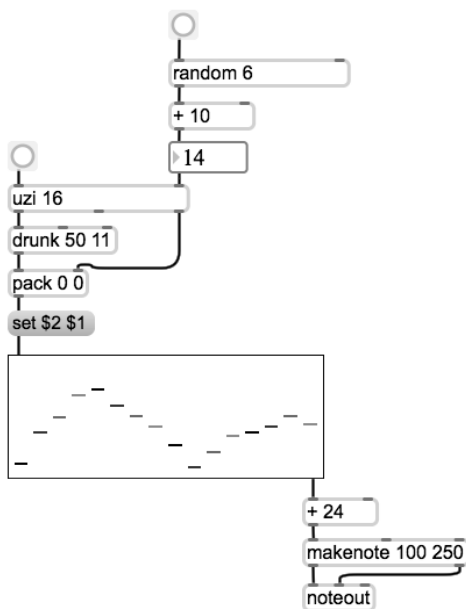 random 6
+ 10
14
uzi 16
drunk 50 11
pack 0 0
set $2 $1
+ 24
makenote 100 250
noteout